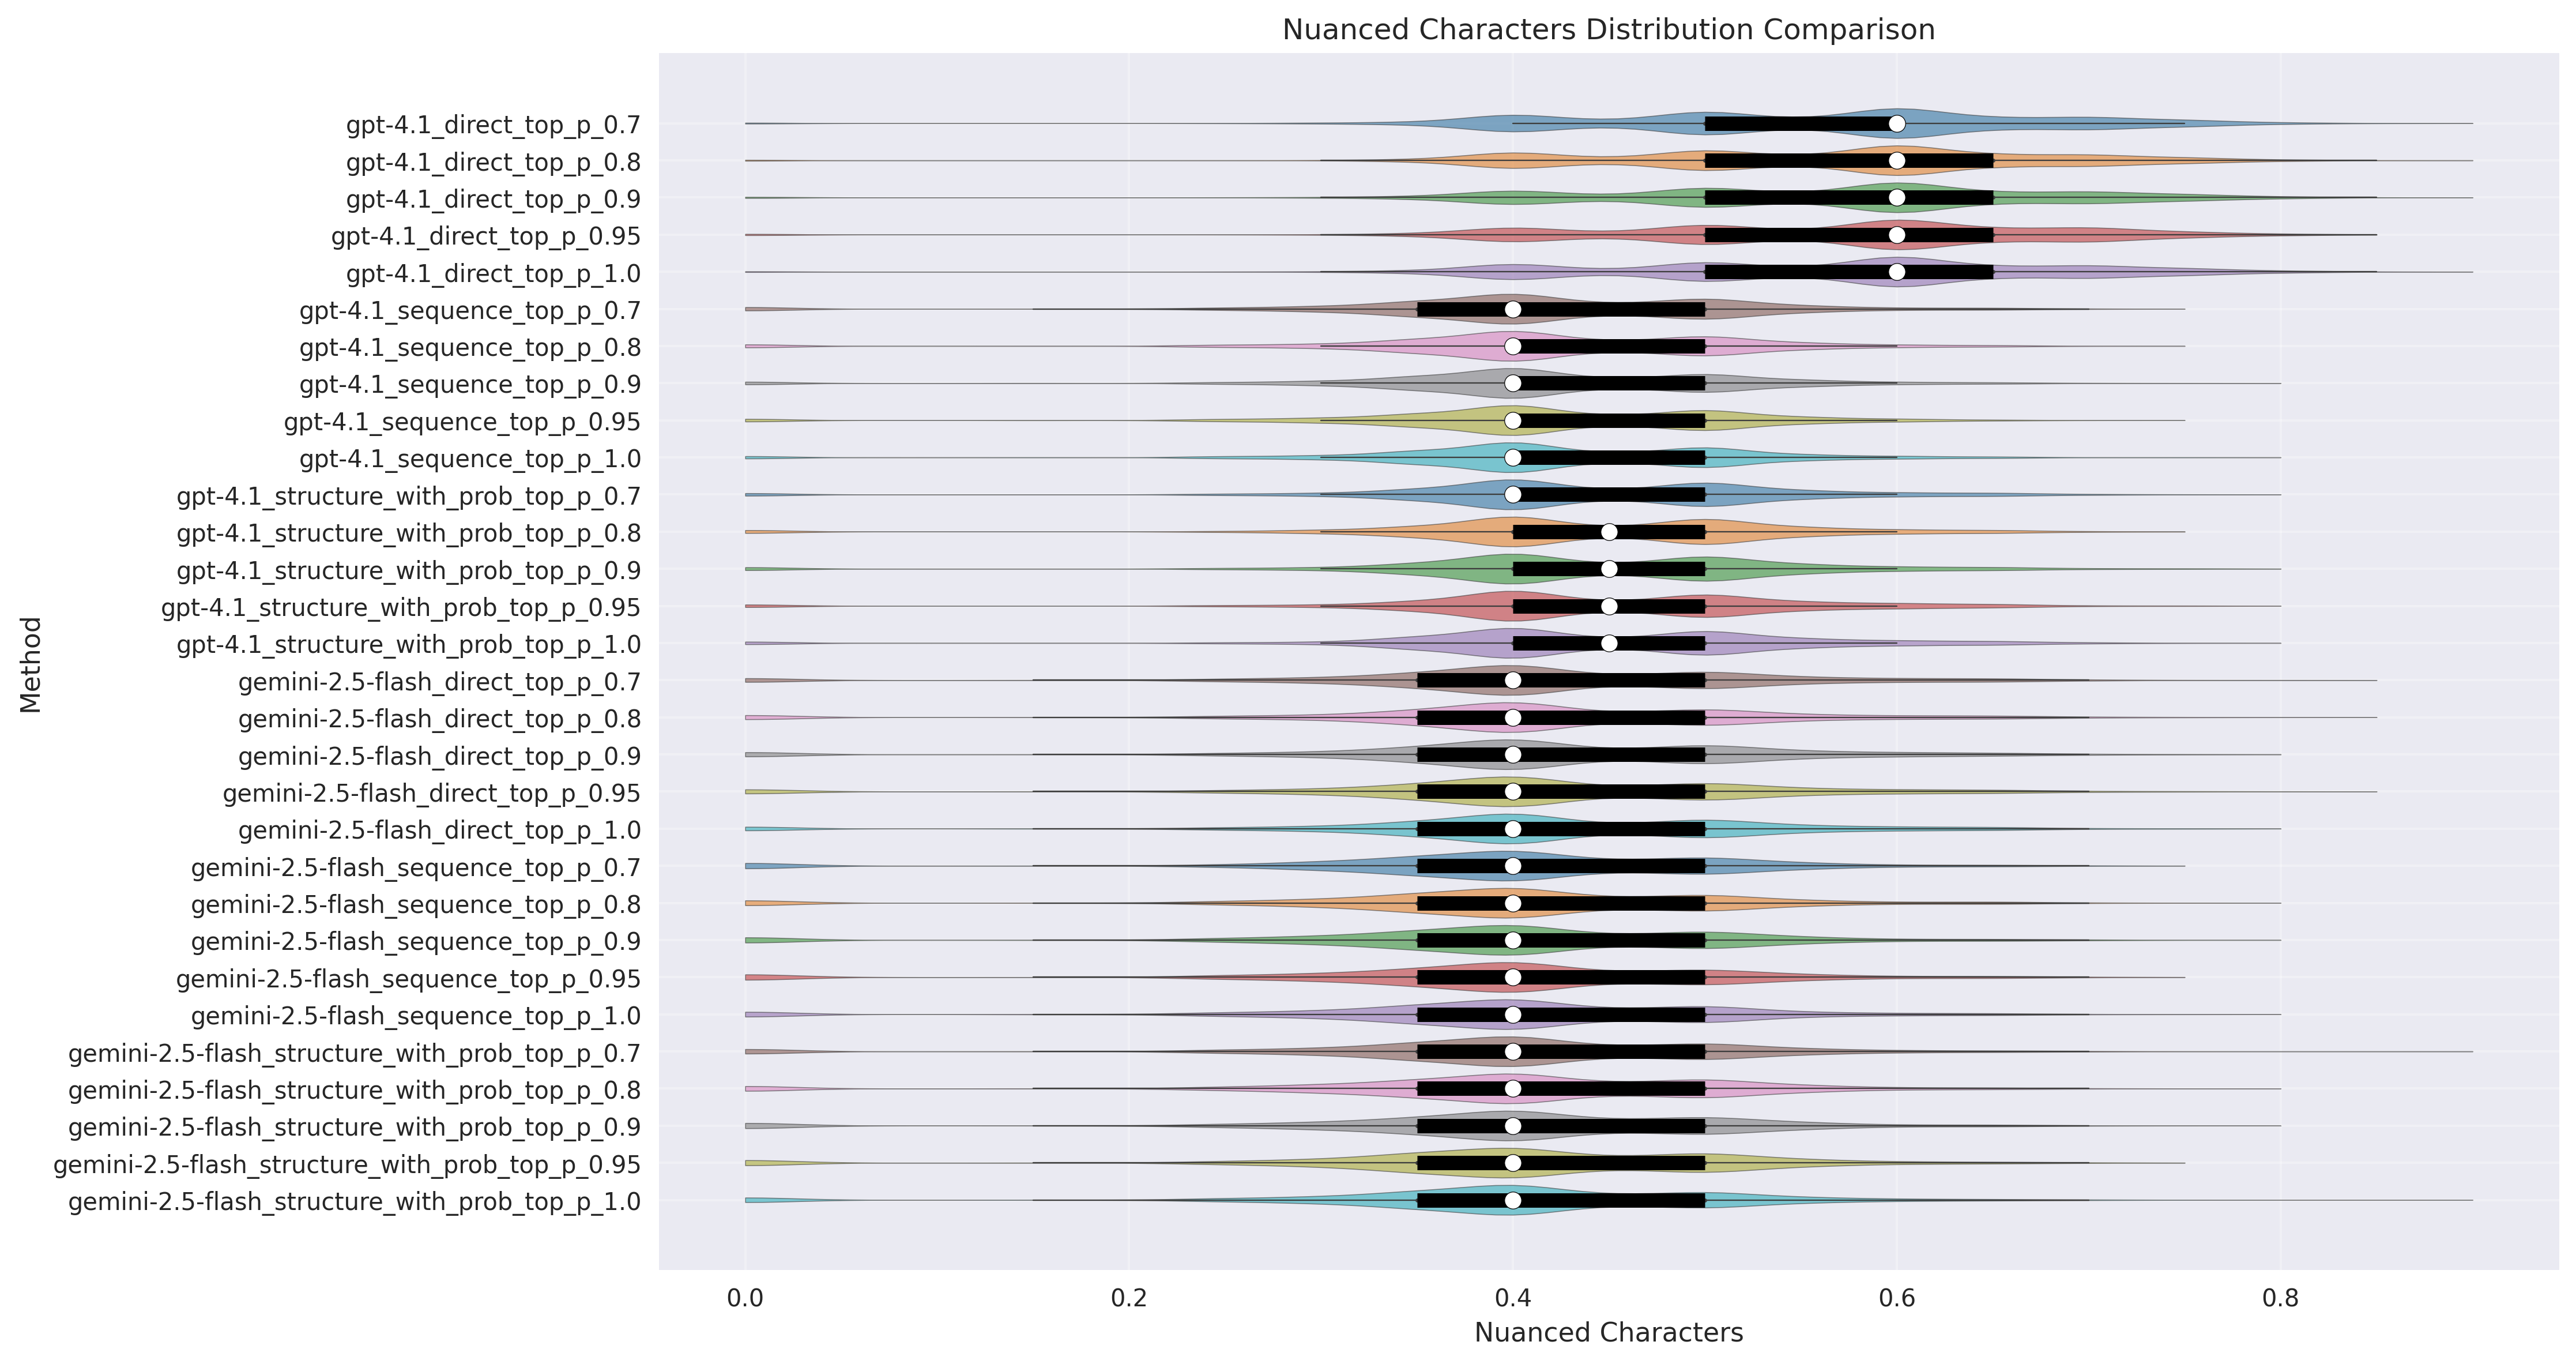 Nuanced Characters Distribution Comparison
gpt-4.1_direct_top_p_0.7
gpt-4.1_direct_top_p_0.8
gpt-4.1_direct_top_p_0.9
gpt-4.1_direct_top_p_0.95
gpt-4.1_direct_top_p_1.0
gpt-4.1_sequence_top_p_0.7
gpt-4.1_sequence_top_p_0.8
gpt-4.1_sequence_top_p_0.9
gpt-4.1_sequence_top_p_0.95
gpt-4.1_sequence_top_p_1.0
gpt-4.1_structure_with_prob_top_p_0.7
gpt-4.1_structure_with_prob_top_p_0.8
gpt-4.1_structure_with_prob_top_p_0.9
gpt-4.1_structure_with_prob_top_p_0.95
gpt-4.1_structure_with_prob_top_p_1.0
gemini-2.5-flash_direct_top_p_0.7
gemini-2.5-flash_direct_top_p_0.8
gemini-2.5-flash_direct_top_p_0.9
gemini-2.5-flash_direct_top_p_0.95
gemini-2.5-flash_direct_top_p_1.0
gemini-2.5-flash_sequence_top_p_0.7
gemini-2.5-flash_sequence_top_p_0.8
gemini-2.5-flash_sequence_top_p_0.9
gemini-2.5-flash_sequence_top_p_0.95
gemini-2.5-flash_sequence_top_p_1.0
gemini-2.5-flash_structure_with_prob_top_p_0.7
gemini-2.5-flash_structure_with_prob_top_p_0.8
gemini-2.5-flash_structure_with_prob_top_p_0.9
gemini-2.5-flash_structure_with_prob_top_p_0.95
gemini-2.5-flash_structure_with_prob_top_p_1.0
Method
0.0 0.2 0.4 0.6 0.8
Nuanced Characters